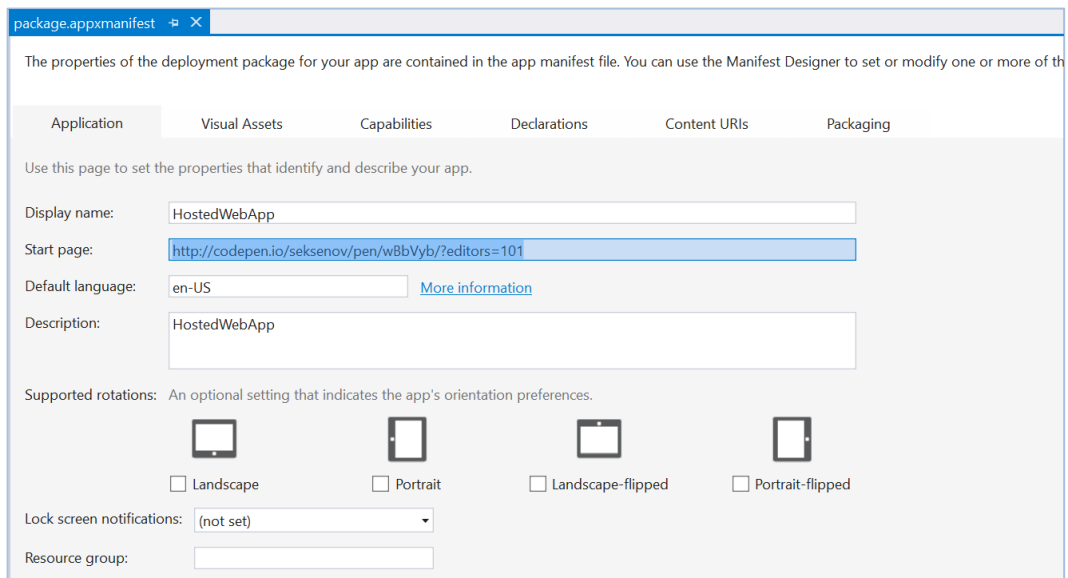 package.appxmanifest
The properties of the deployment package for your app are contained in the app manifest file. You can use the Manifest Designer to set or modify one or more of th
Application Visual Assets Capabilities Declarations Content URIs Packaging
Use this page to set the properties that identify and describe your app.
Display name: HostedWebApp
Start page: http://codepen.io/seksenov/pen/wBbVyb/?editors=101
Default language: en-US More information
Description: HostedWebApp
Supported rotations: An optional setting that indicates the app's orientation preferences.
Landscape Portrait Landscape-flipped Portrait-flipped
Lock screen notifications: (not set)
Resource group: